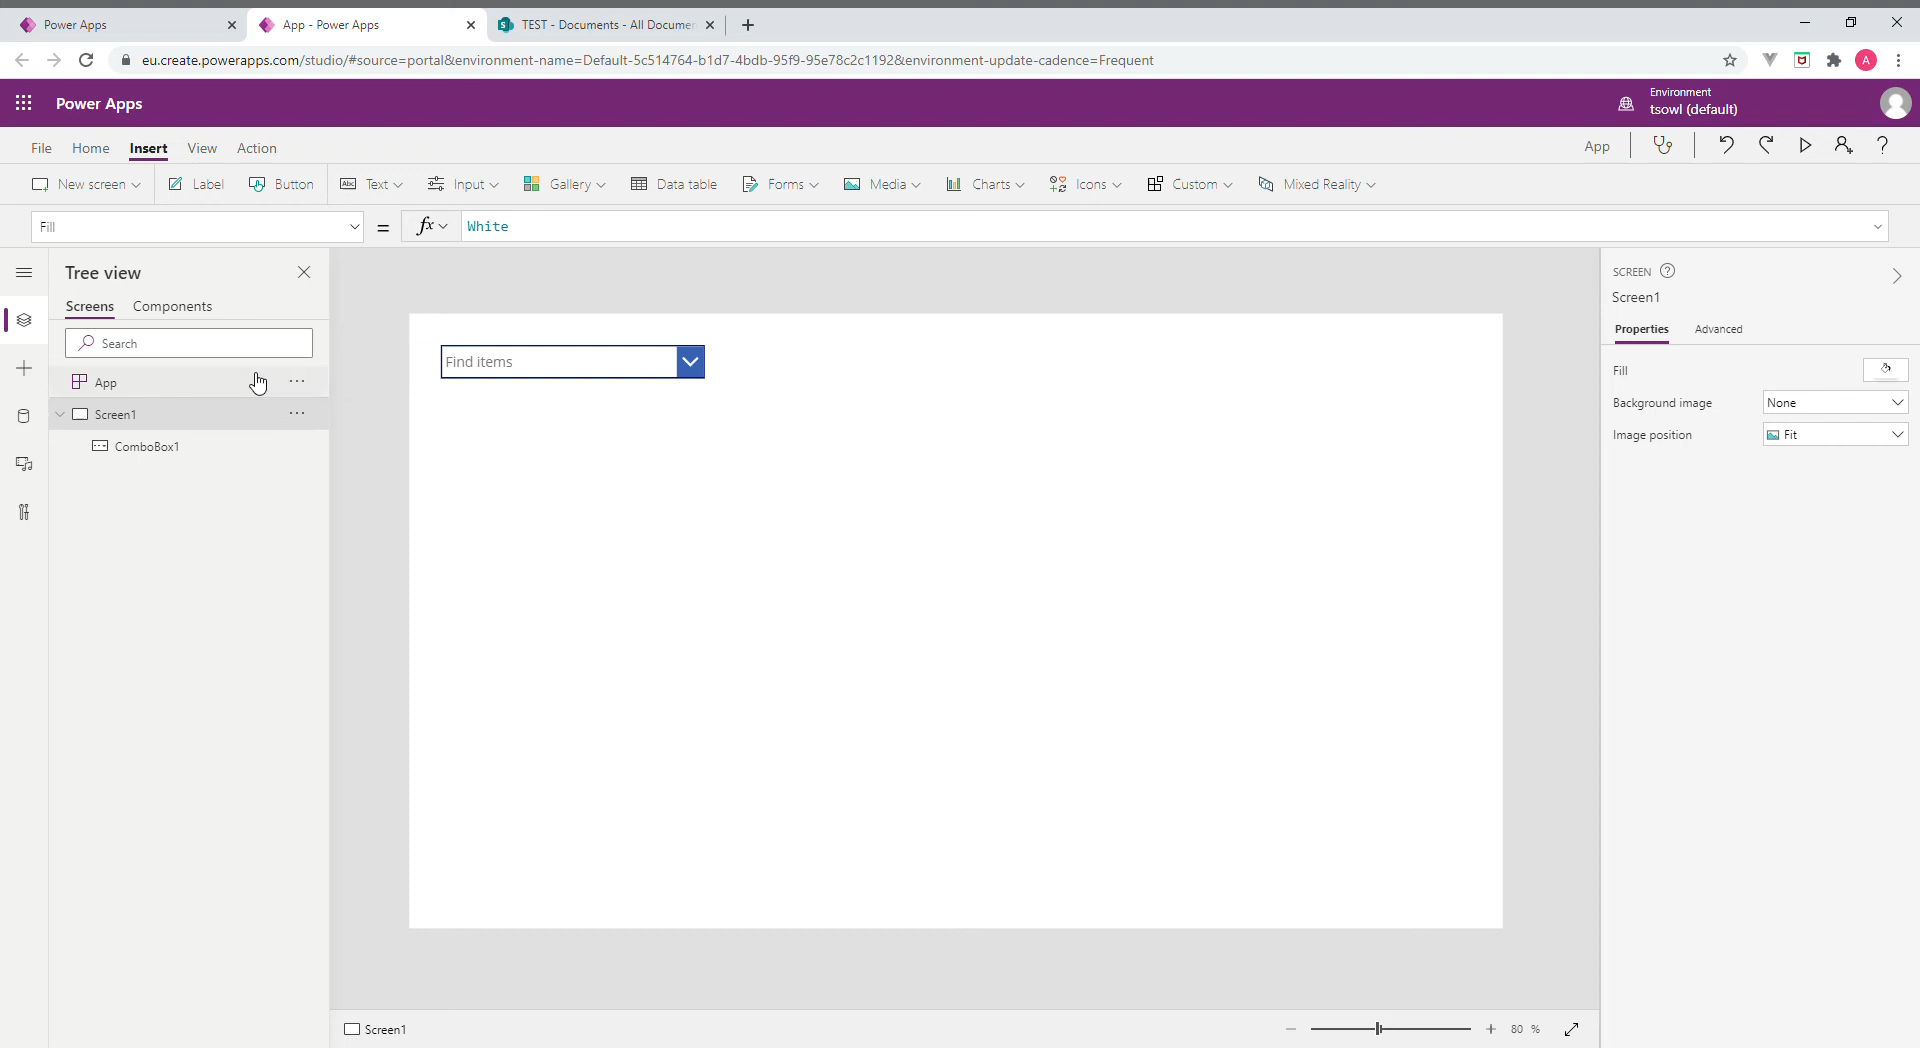 Power Apps
App - Power Apps
TEST - Documents - All Documen
eu.create.powerapps.com/studio/#source=portal&environment-name=Default-5c514764-b1d7-4bdb-95f9-95e78c2c1192&environment-update-cadence=Frequent
A
Power Apps
Environment
tsowl (default)
File Home Insert View Action
App
New screen Label Button Abc Text Input Gallery Data table Forms Media Charts Icons Custom Mixed Reality
Fill = fx White
Tree view
Screens Components
Search
App
Screen1
ComboBox1
Find items
SCREEN
Screen1
Properties Advanced
Fill
Background image None
Image position Fit
Screen1
80 %